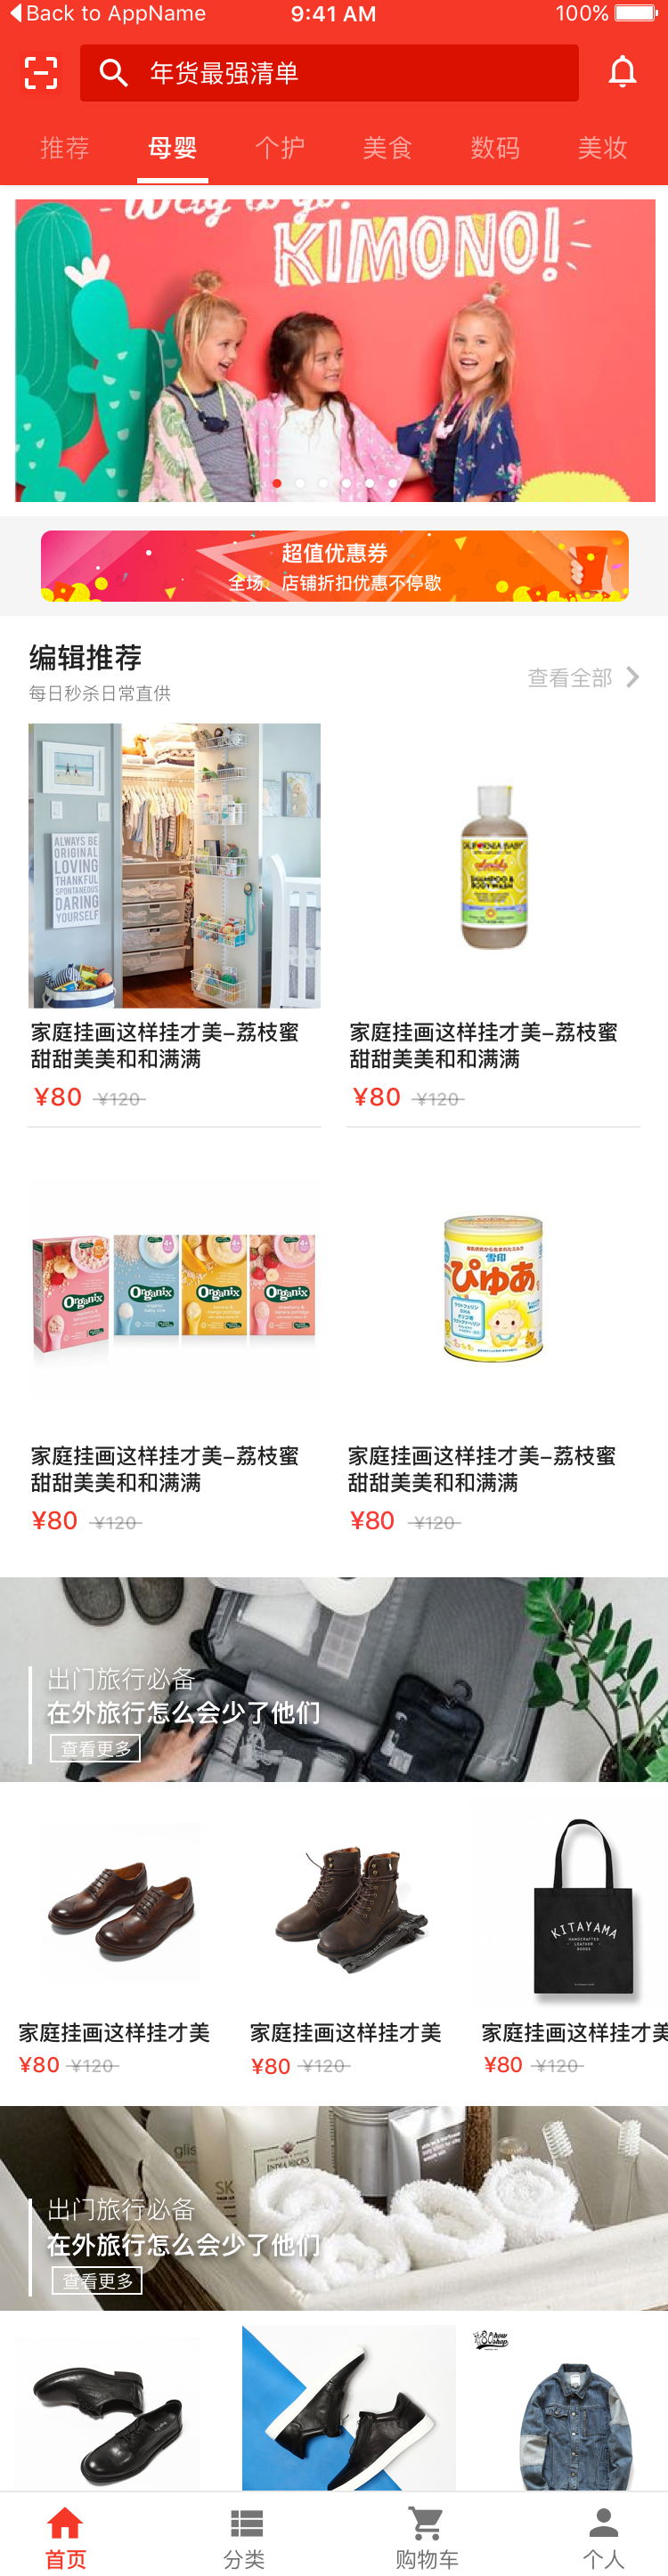 Back to AppName 9:41 AM 100%
年货最强清单
推荐 母婴 个护 美食 数码 美妆
KIMONO!
超值优惠券
全场、店铺折扣优惠不停歇
编辑推荐
每日秒杀日常直供
查看全部
ALWAYS BE
ORIGINAL
LOVING
THANKFUL
SPONTANEOUS
DARING
YOURSELF
CALIFORNIA BABY
SHAMPOO &
BODY WASH
家庭挂画这样挂才美–荔枝蜜
甜甜美美和和满满
¥80 ¥120
家庭挂画这样挂才美–荔枝蜜
甜甜美美和和满满
¥80 ¥120
Organix Organix Organix Organix
雪印
ぴゅあ
家庭挂画这样挂才美–荔枝蜜
甜甜美美和和满满
¥80 ¥120
家庭挂画这样挂才美–荔枝蜜
甜甜美美和和满满
¥80 ¥120
出门旅行必备
在外旅行怎么会少了他们
查看更多
KITAYAMA
HANDCRAFTED
LEATHER
GOODS
家庭挂画这样挂才美
¥80 ¥120
家庭挂画这样挂才美
¥80 ¥120
家庭挂画这样挂才美
¥80 ¥120
出门旅行必备
在外旅行怎么会少了他们
查看更多
首页 分类 购物车 个人